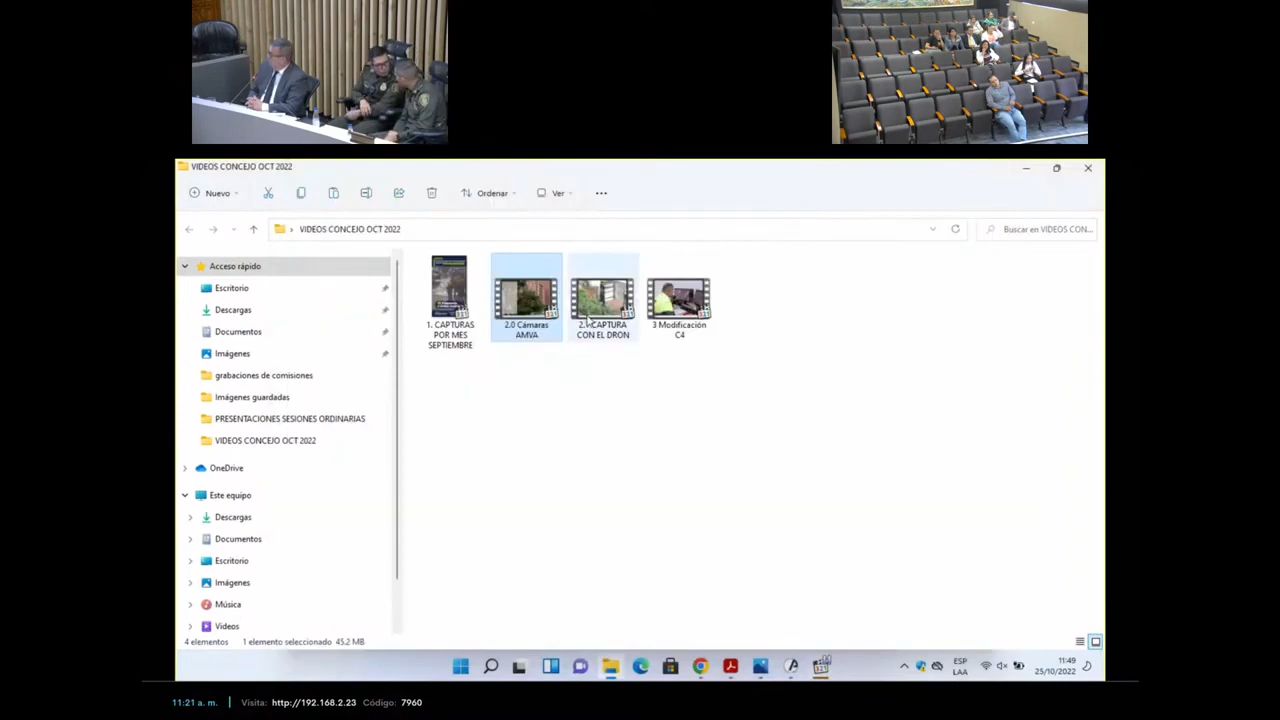 VIDEOS CONCEJO OCT 2022
Nuevo
Ordenar
Ver
VIDEOS CONCEJO OCT 2022
Buscar en VIDEOS CON...
Acceso rápido
Escritorio
Descargas
Documentos
Imágenes
grabaciones de comisiones
Imágenes guardadas
PRESENTACIONES SESIONES ORDINARIAS
VIDEOS CONCEJO OCT 2022
OneDrive
Este equipo
Descargas
Documentos
Escritorio
Imágenes
Música
Videos
1. CAPTURAS
POR MES
SEPTIEMBRE
2.0 Cámaras
AMVA
CAPTURA
CON EL DRON
3 Modificación
C4
4 elementos
1 elemento seleccionado 45.2 MB
ESP
LAA
11:49
25/10/2022
11:21 a. m.
Visita: http://192.168.2.23 Código: 7960